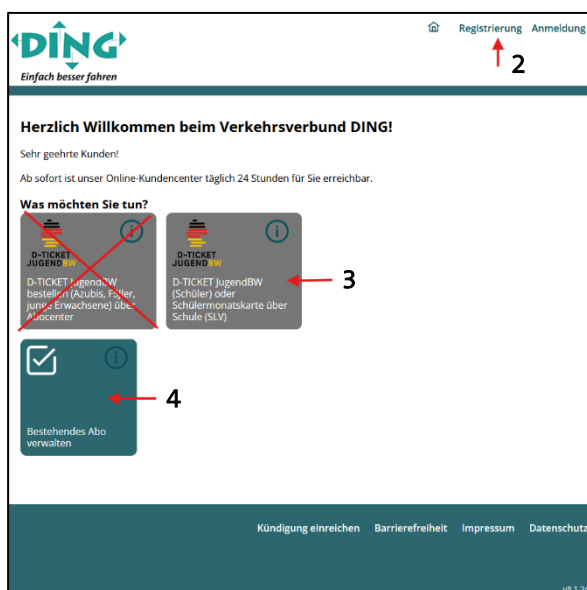 DING
Einfach besser fahren
Registrierung Anmeldung
2
Herzlich Willkommen beim Verkehrsverbund DING!
Sehr geehrte Kunden!
Ab sofort ist unser Online-Kundencenter täglich 24 Stunden für Sie erreichbar.
Was möchten Sie tun?
D-TICKET
JUGENDBW
D-TICKET JugendBW
bestellen (Azubis, FSJler,
junge Erwachsene) über
Abocenter
D-TICKET
JUGENDBW
D-TICKET JugendBW
(Schüler) oder
Schülermonatskarte über
Schule (SLV)
3
Bestehendes Abo
verwalten
4
Kündigung einreichen Barrierefreiheit Impressum Datenschutz